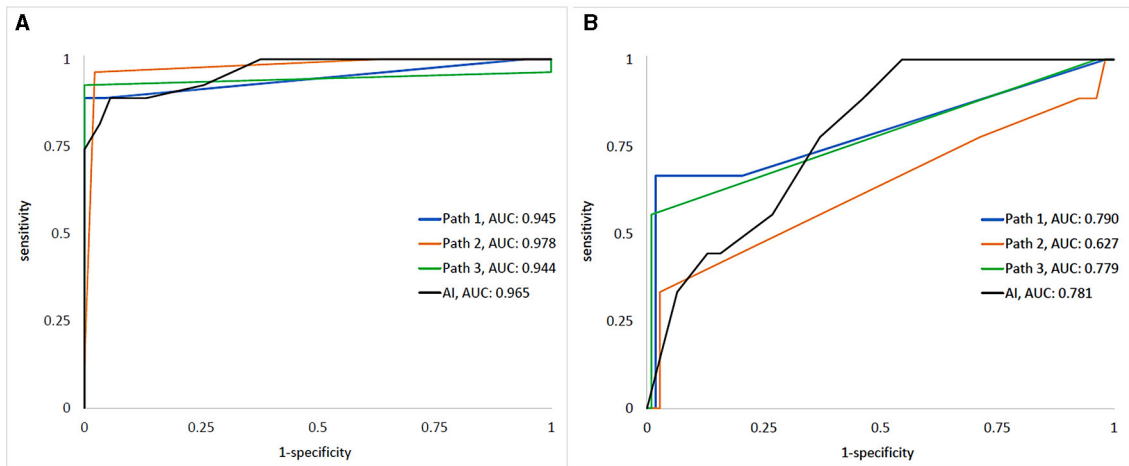 A
1
0.75
0.5
0.25
0
sensitivity
Path 1, AUC: 0.945
Path 2, AUC: 0.978
Path 3, AUC: 0.944
AI, AUC: 0.965
0 0.25 0.5 0.75 1
1-specificity
B
1
0.75
0.5
0.25
0
sensitivity
Path 1, AUC: 0.790
Path 2, AUC: 0.627
Path 3, AUC: 0.779
AI, AUC: 0.781
0 0.25 0.5 0.75 1
1-specificity